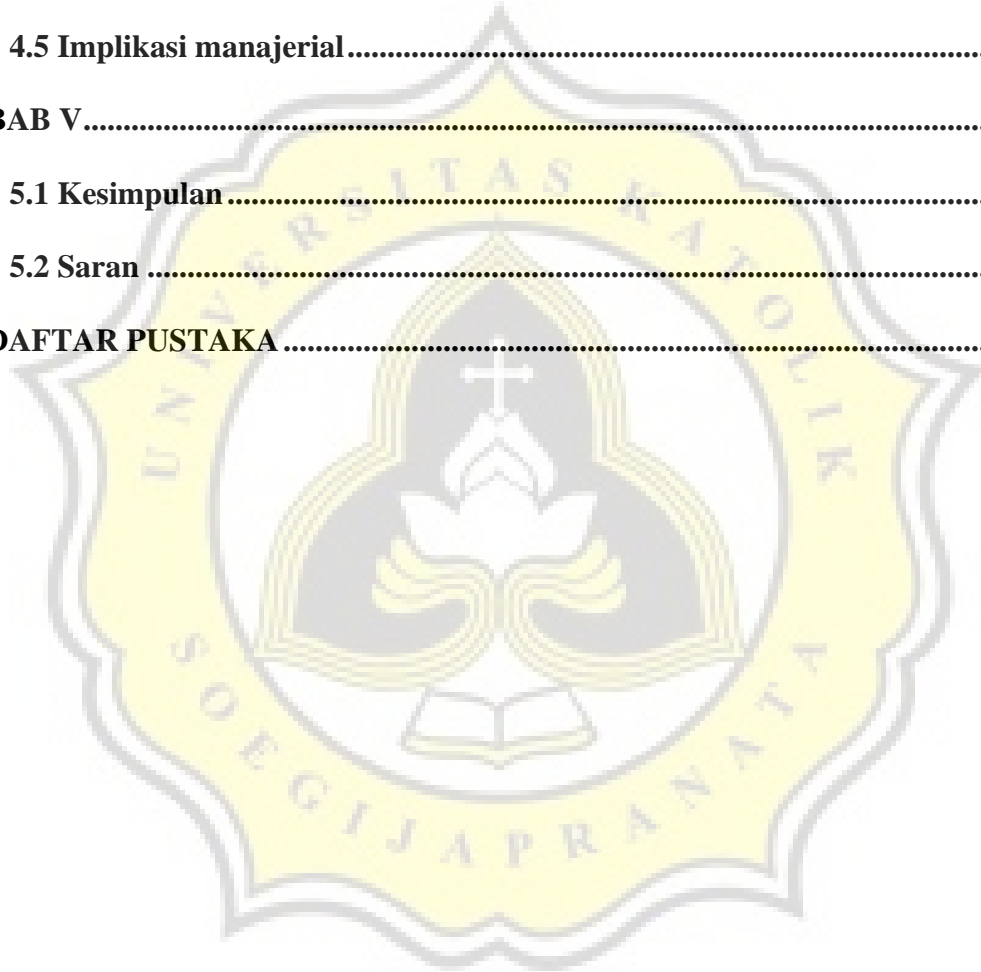 4.5 Implikasi manajerial..........................................................................................
BAB V..........................................................................................................................
5.1 Kesimpulan.........................................................................................................
5.2 Saran ...................................................................................................................
DAFTAR PUSTAKA..................................................................................................
UNIVERSITAS KATOLIK
SOEGIJAPRANATA